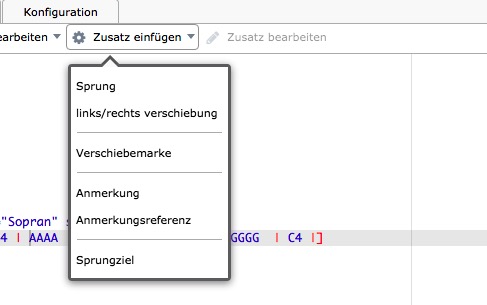 Konfiguration
earbeiten Zusatz einfügen Zusatz bearbeiten
Sprung
links/rechts verschiebung
Verschiebemarke
Anmerkung
Anmerkungsreferenz
="Sopran" s
4 | AAAA GGGG | C4 |]
Sprungziel